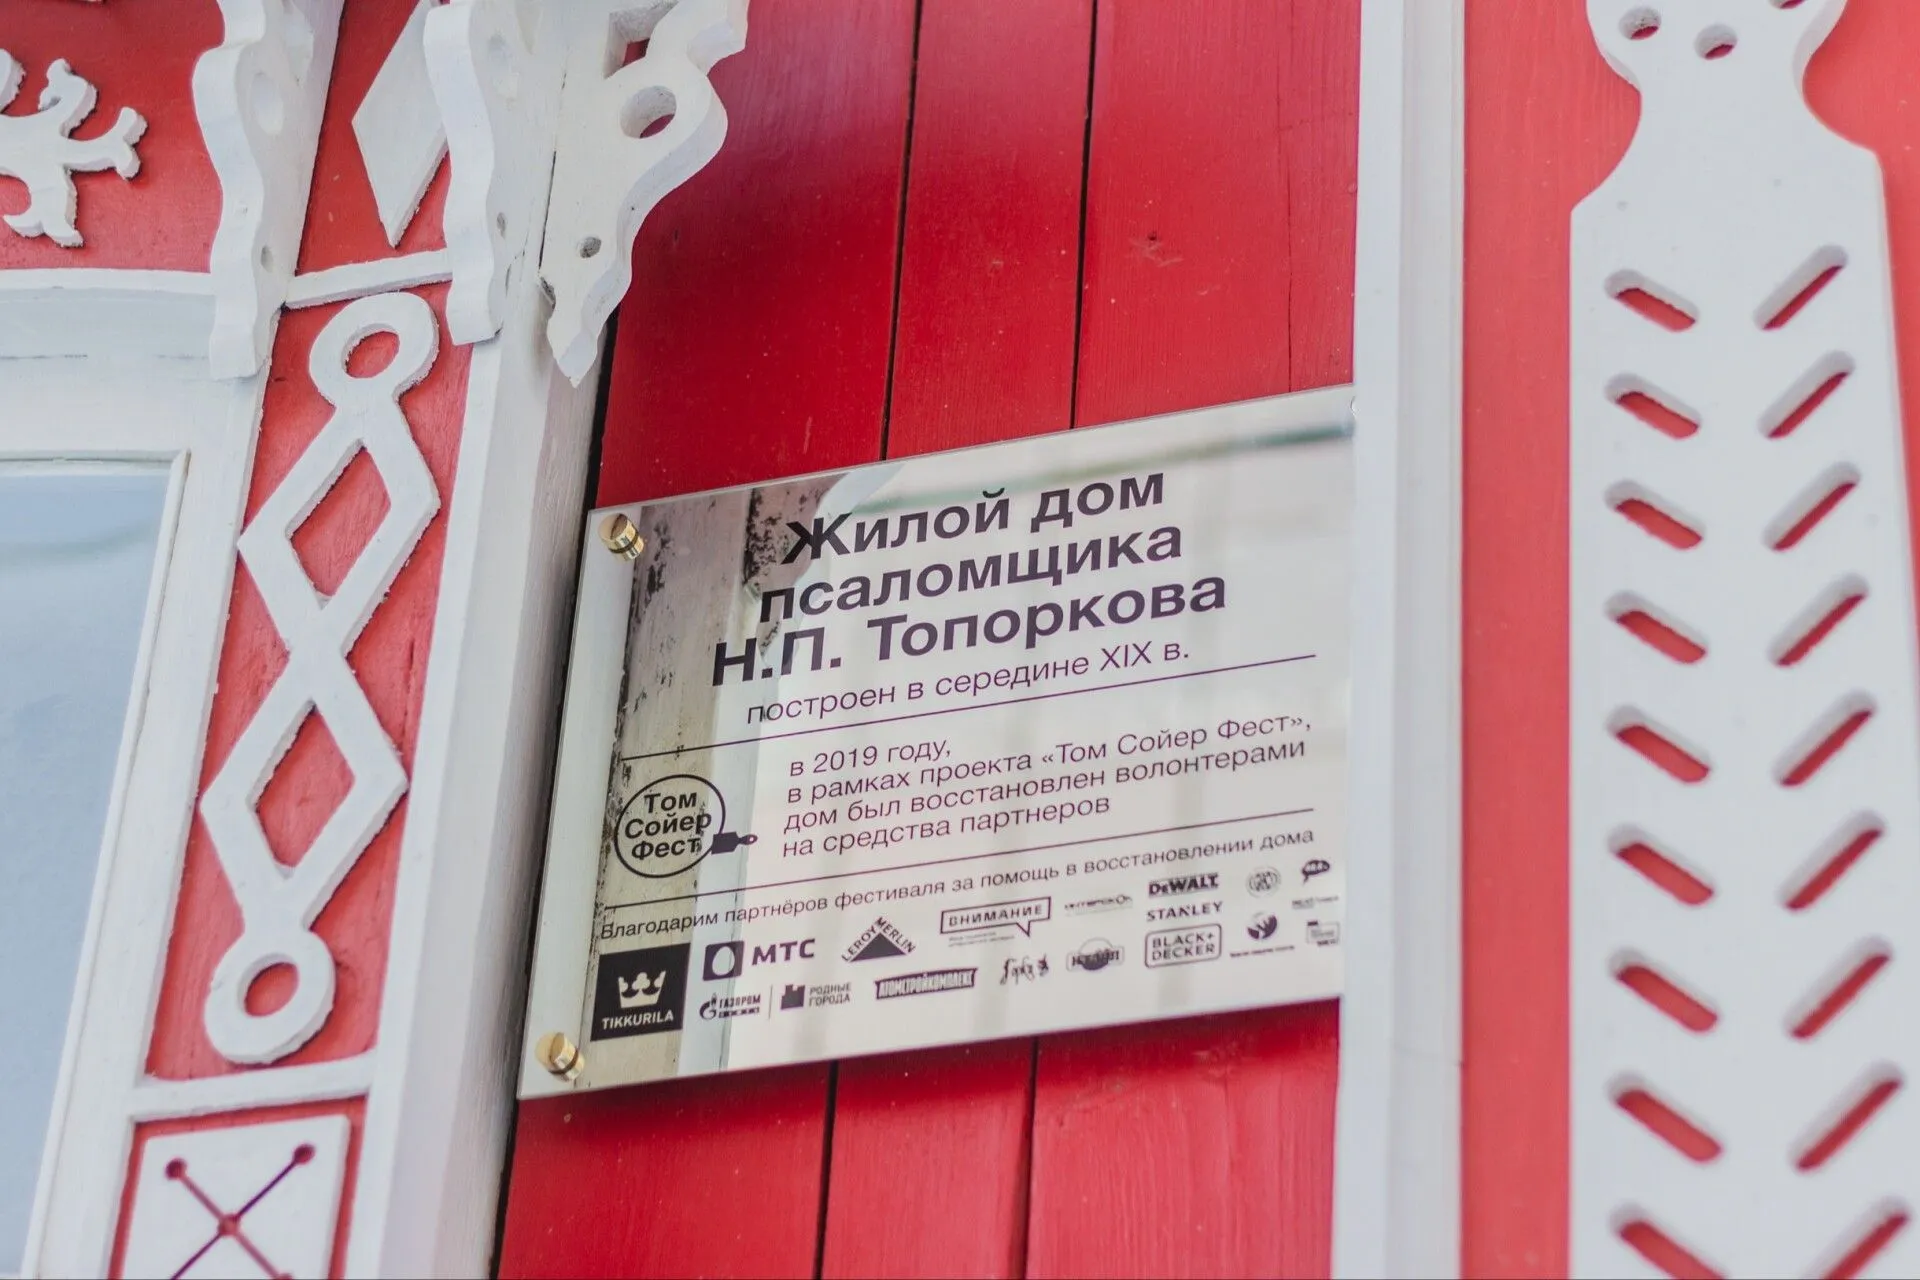 Жилой дом
псаломщика
Н.П. Топоркова
построен в середине XIX в.
Том
Сойер
Фест
в 2019 году,
в рамках проекта «Том Сойер Фест»,
дом был восстановлен волонтерами
на средства партнеров
Благодарим партнёров фестиваля за помощь в восстановлении дома
TIKKURILA
МТС
ГАЗПРОМ
РОДНЫЕ
ГОРОДА
LEROY MERLIN
АТОМСТРОЙКОМПЛЕКС
ВНИМАНИЕ
DEWALT
STANLEY
BLACK+
DECKER